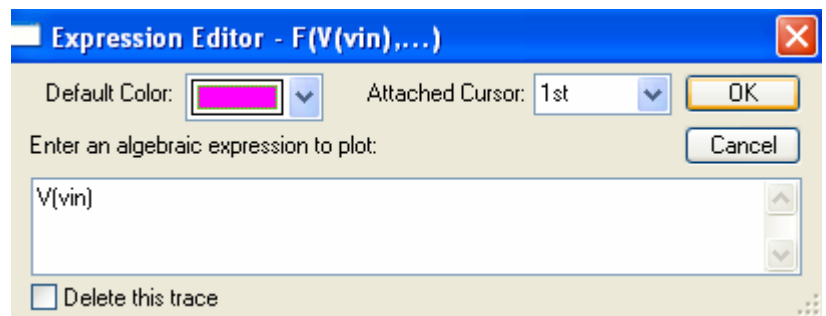 Expression Editor - F(V(vin),...)
Default Color: Attached Cursor: 1st OK
Enter an algebraic expression to plot: Cancel
V(vin)
Delete this trace